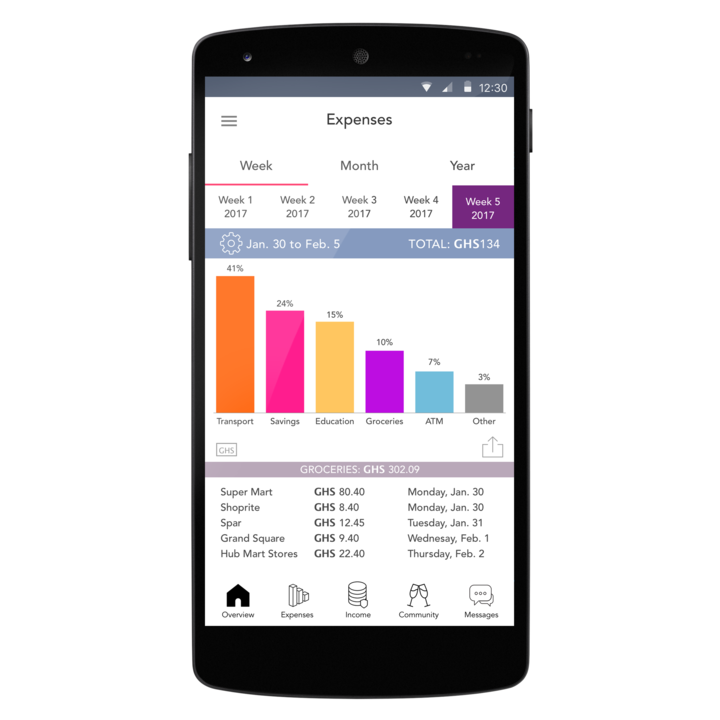 12:30
Expenses
Week Month Year
Week 1 Week 2 Week 3 Week 4 Week 5
2017 2017 2017 2017 2017
Jan. 30 to Feb. 5 TOTAL: GHS134
41%
24%
15%
10%
7%
3%
Transport Savings Education Groceries ATM Other
GHS
GROCERIES: GHS 302.09
Super Mart GHS 80.40 Monday, Jan. 30
Shoprite GHS 8.40 Monday, Jan. 30
Spar GHS 12.45 Tuesday, Jan. 31
Grand Square GHS 9.40 Wednesay, Feb. 1
Hub Mart Stores GHS 22.40 Thursday, Feb. 2
Overview Expenses Income Community Messages